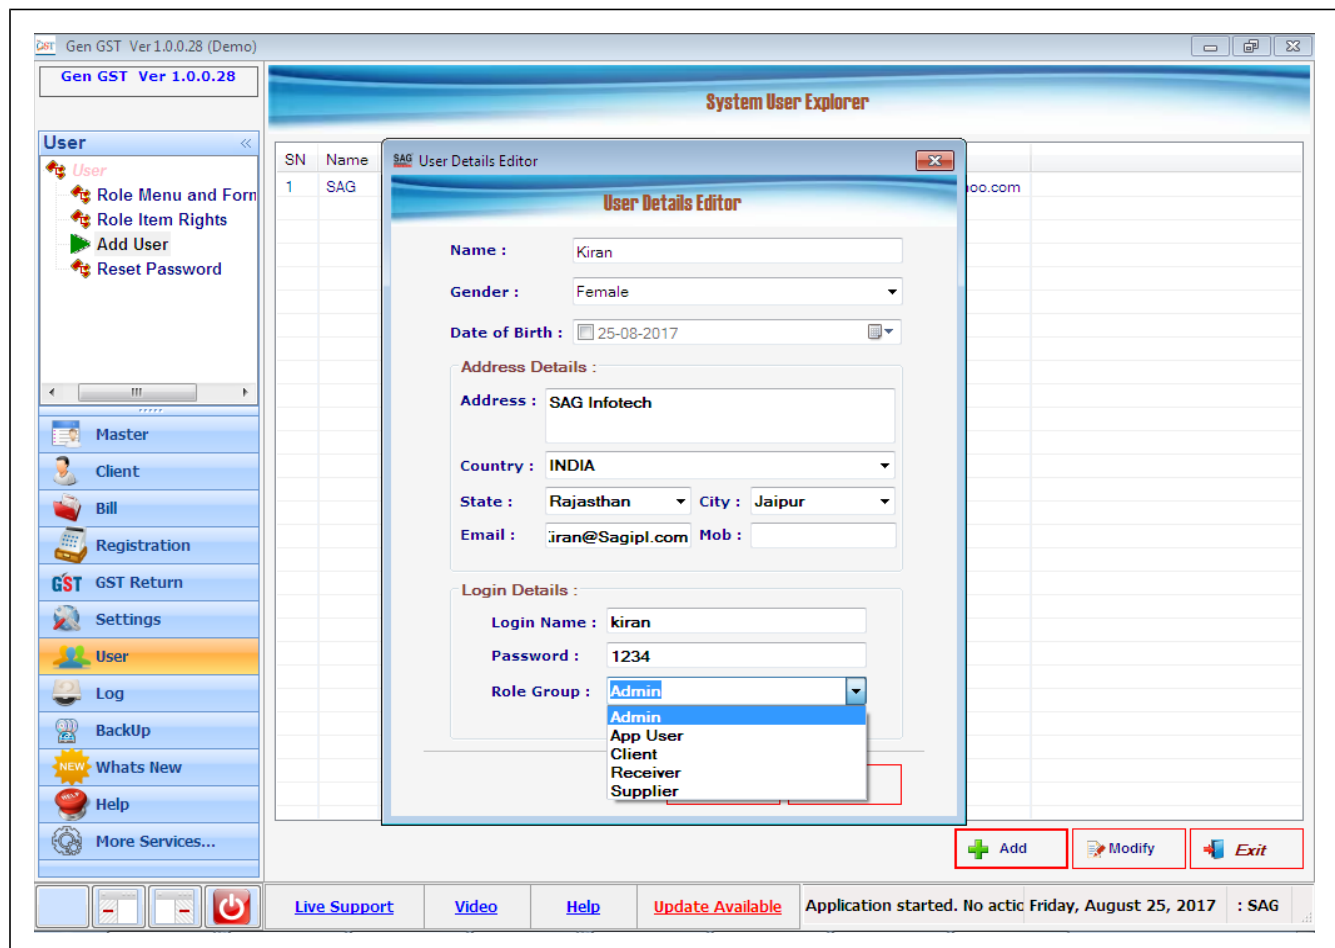 GST Gen GST Ver 1.0.0.28 (Demo)
Gen GST Ver 1.0.0.28
System User Explorer
User
User
Role Menu and Forn
Role Item Rights
Add User
Reset Password
SN Name
1 SAG
oo.com
SAG User Details Editor
User Details Editor
Name : Kiran
Gender : Female
Date of Birth : 25-08-2017
Address Details :
Address : SAG Infotech
Country : INDIA
State : Rajasthan City : Jaipur
Email : iran@Sagipl.com Mob :
Login Details :
Login Name : kiran
Password : 1234
Role Group : Admin
Admin
App User
Client
Receiver
Supplier
Master
Client
Bill
Registration
GST GST Return
Settings
User
Log
BackUp
NEW Whats New
Help
More Services...
Add Modify Exit
Live Support Video Help Update Available Application started. No actic Friday, August 25, 2017 : SAG